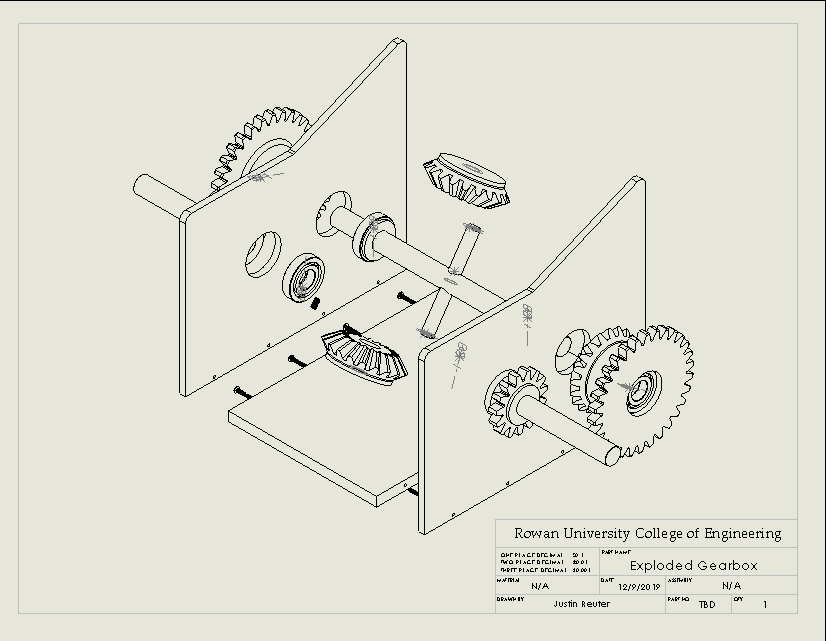 Rowan University College of Engineering
ONE PLACE DECIMAL ±0.1
TWO PLACE DECIMAL ±0.01
THREE PLACE DECIMAL ±0.001
PART NAME
Exploded Gearbox
MATERIAL N/A DATE 12/9/2019 ASSEMBLY N/A
DRAWN BY Justin Reuter PART NO. TBD QTY 1